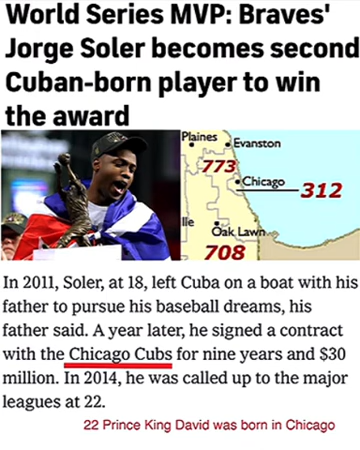 World Series MVP: Braves'
Jorge Soler becomes second
Cuban-born player to win
the award
Plaines
Evanston
773
Chicago
312
lle
Oak Lawn
708
In 2011, Soler, at 18, left Cuba on a boat with his
father to pursue his baseball dreams, his
father said. A year later, he signed a contract
with the Chicago Cubs for nine years and $30
million. In 2014, he was called up to the major
leagues at 22.
22 Prince King David was born in Chicago